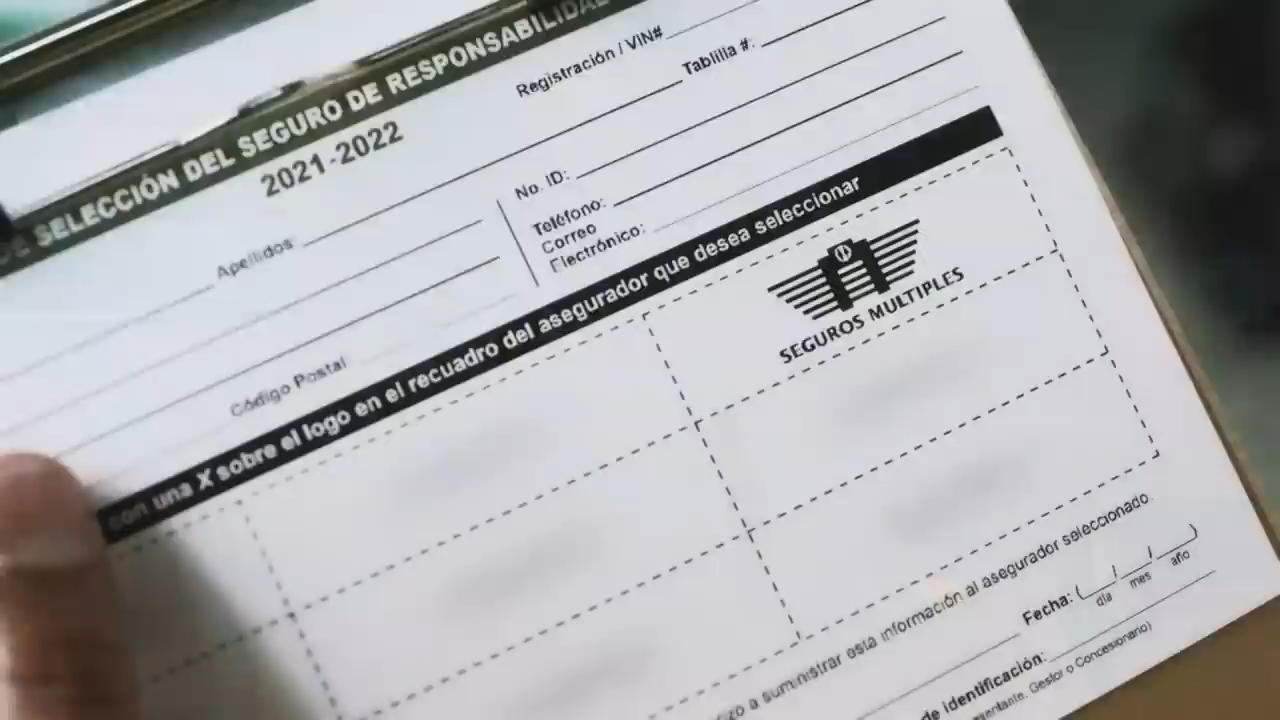 DE SELECCIÓN DEL SEGURO DE RESPONSABILIDAD
2021-2022
Registración / VIN#
Tablilla #:
Apellidos:
No. ID:
Teléfono:
Correo
Electrónico:
Código Postal
con una X sobre el logo en el recuadro del asegurador que desea seleccionar
SEGUROS MULTIPLES
a suministrar esta información al asegurador seleccionado.
Fecha: ( / / )
día mes año
de identificación:
Gestor o Concesionario)